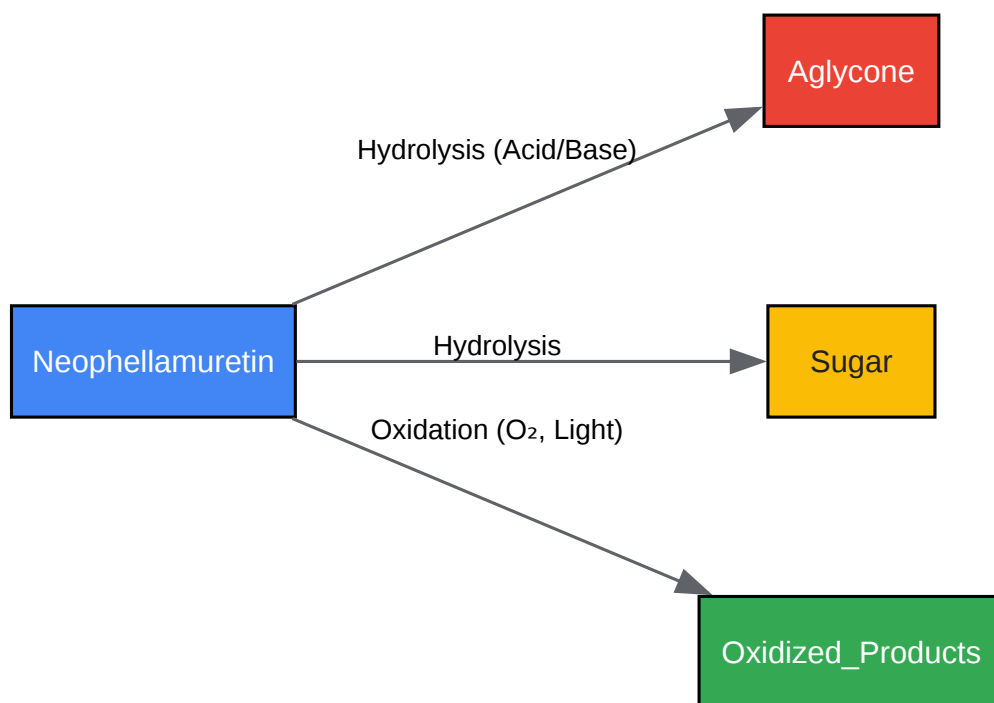 Aglycone
Hydrolysis (Acid/Base)
Neophellamuretin
Hydrolysis
Sugar
Oxidation (O₂, Light)
Oxidized_Products